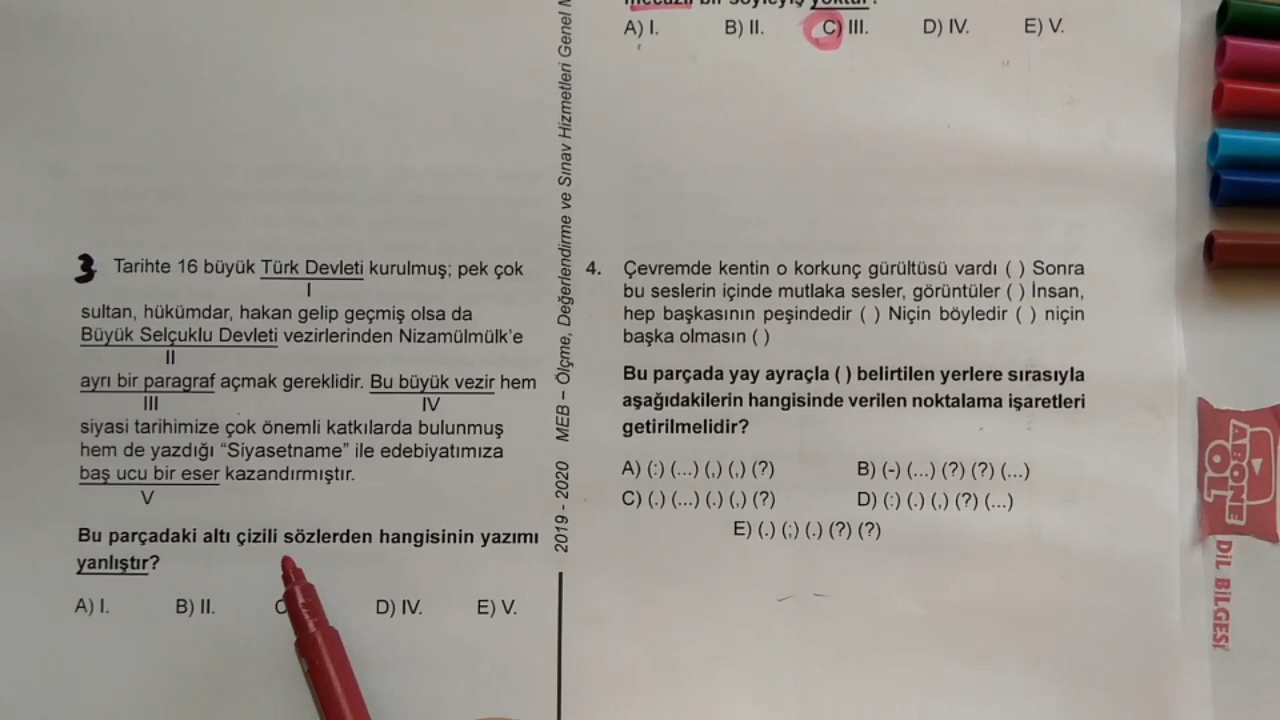 3 Tarihte 16 büyük Türk Devleti kurulmuş; pek çok
I
sultan, hükümdar, hakan gelip geçmiş olsa da
Büyük Selçuklu Devleti vezirlerinden Nizamülmülk'e
II
ayrı bir paragraf açmak gereklidir. Bu büyük vezir hem
III IV
siyasi tarihimize çok önemli katkılarda bulunmuş
hem de yazdığı “Siyasetname” ile edebiyatımıza
baş ucu bir eser kazandırmıştır.
V
Bu parçadaki altı çizili sözlerden hangisinin yazımı
yanlıştır?
A) I. B) II. D) IV. E) V.
2019 - 2020 MEB – Ölçme, Değerlendirme ve Sınav Hizmetleri Genel
mecazlı bir söyleyiş yoktur?
A) I. B) II. C) III. D) IV. E) V.
4. Çevremde kentin o korkunç gürültüsü vardı ( ) Sonra
bu seslerin içinde mutlaka sesler, görüntüler ( ) İnsan,
hep başkasının peşindedir ( ) Niçin böyledir ( ) niçin
başka olmasın ( )
Bu parçada yay ayraçla ( ) belirtilen yerlere sırasıyla
aşağıdakilerin hangisinde verilen noktalama işaretleri
getirilmelidir?
A) (:) (...) (,) (,) (?) B) (-) (...) (?) (?) (...)
C) (.) (...) (.) (,) (?) D) (:) (.) (,) (?) (...)
E) (.) (;) (.) (?) (?)
ABONE
OL
DİL BİLGESİ